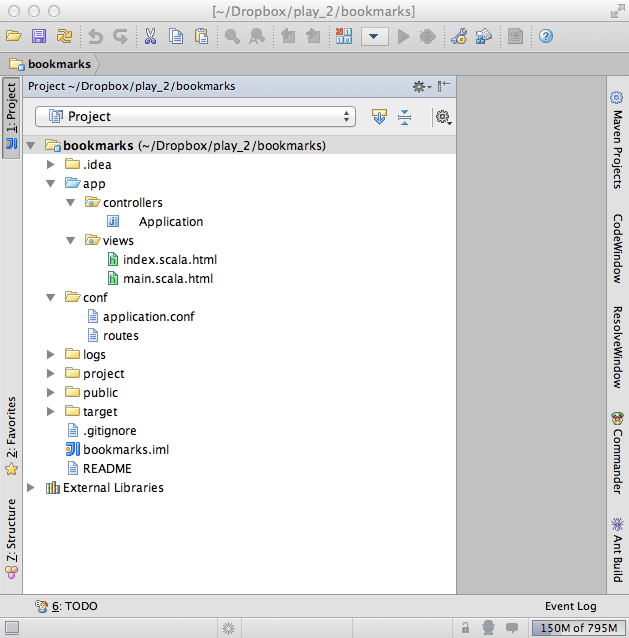 [~/Dropbox/play_2/bookmarks]
bookmarks
1: Project
Project ~/Dropbox/play_2/bookmarks
Project
bookmarks (~/Dropbox/play_2/bookmarks)
.idea
app
controllers
Application
views
index.scala.html
main.scala.html
conf
application.conf
routes
logs
project
public
target
.gitignore
bookmarks.iml
README
External Libraries
2: Favorites
Z: Structure
Maven Projects
CodeWindow
ResolveWindow
Commander
Ant Build
6: TODO
Event Log
150M of 795M